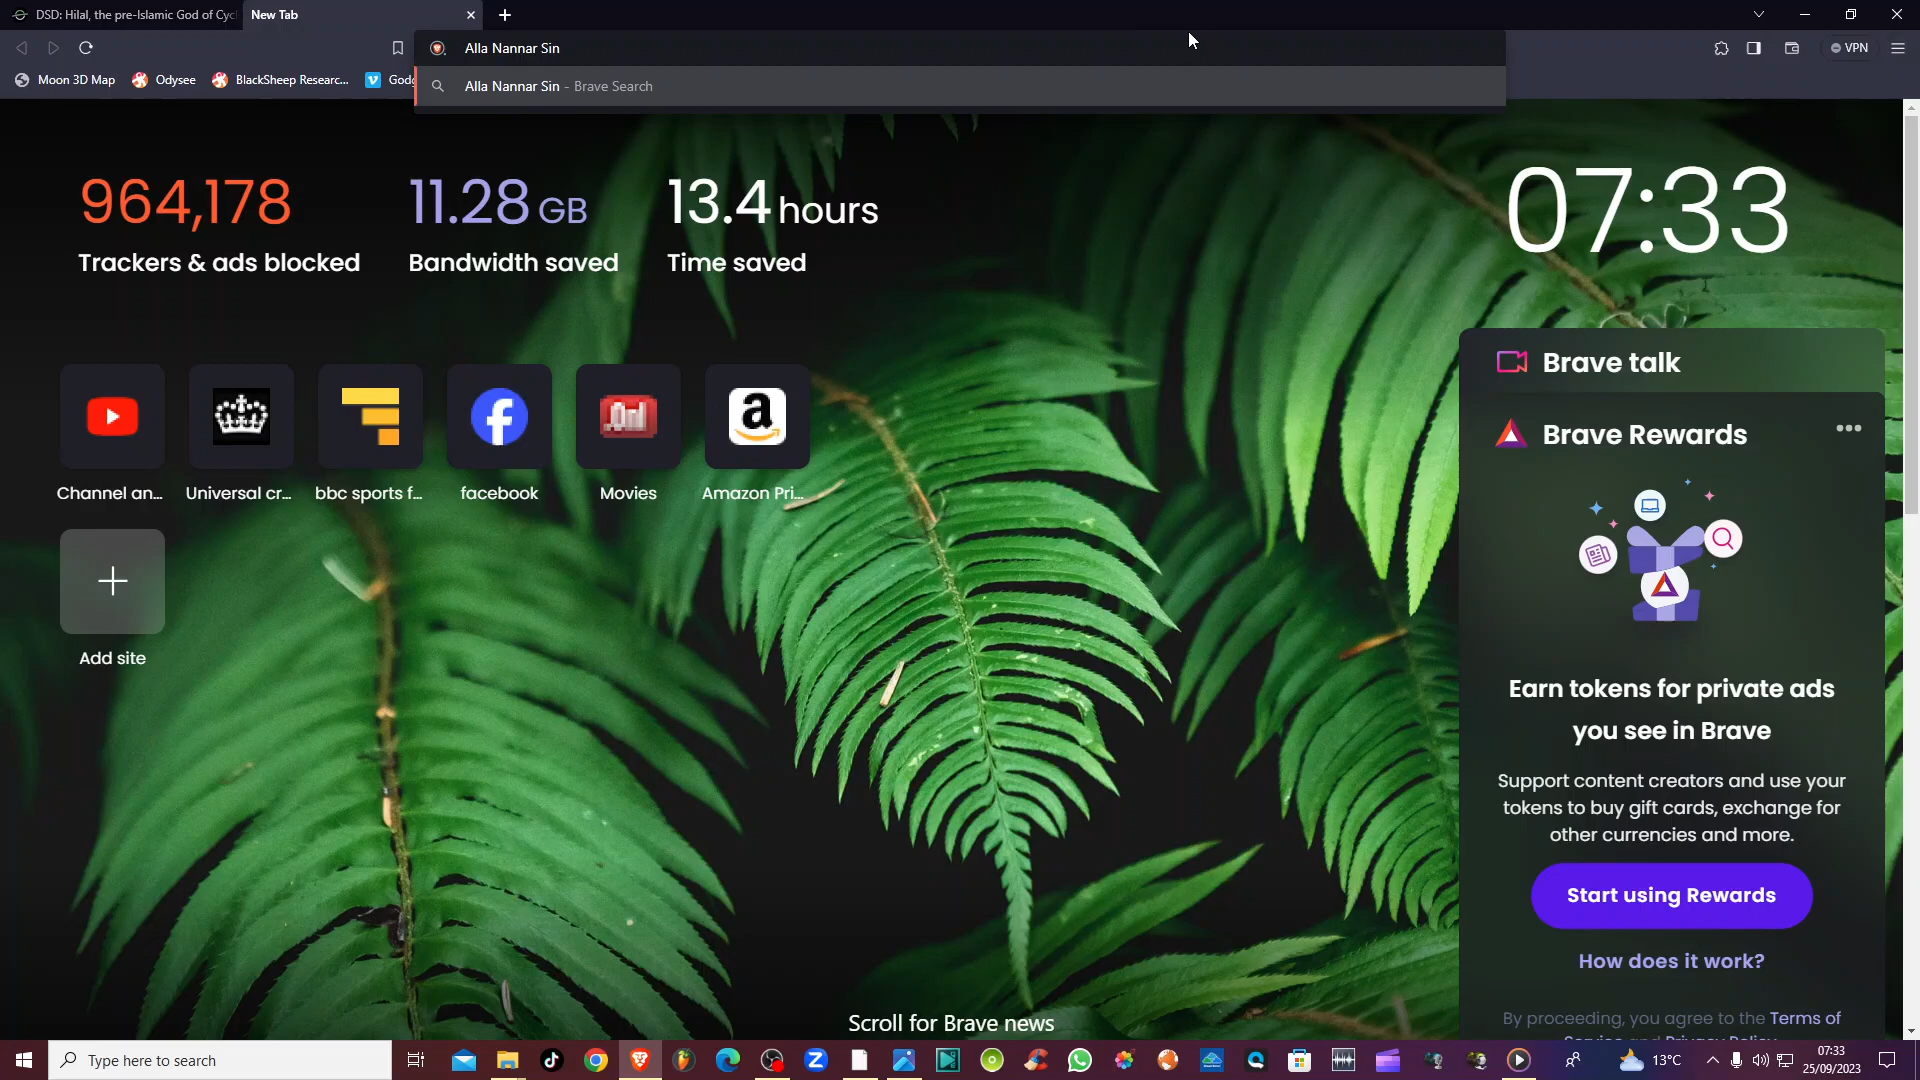 DSD: Hilal, the pre-Islamic God of Cyc
New Tab
Alla Nannar Sin
VPN
Moon 3D Map
Odysee
BlackSheep Researc...
Godg
Alla Nannar Sin - Brave Search
964,178
11.28 GB
13.4 hours
07:33
Trackers & ads blocked
Bandwidth saved
Time saved
Brave talk
Brave Rewards
Channel an...
Universal cr...
bbc sports f...
facebook
Movies
Amazon Pri...
Add site
Earn tokens for private ads
you see in Brave
Support content creators and use your
tokens to buy gift cards, exchange for
other currencies and more.
Start using Rewards
How does it work?
By proceeding, you agree to the Terms of
Service and Privacy Policy
Scroll for Brave news
Type here to search
13°C
07:33
25/09/2023